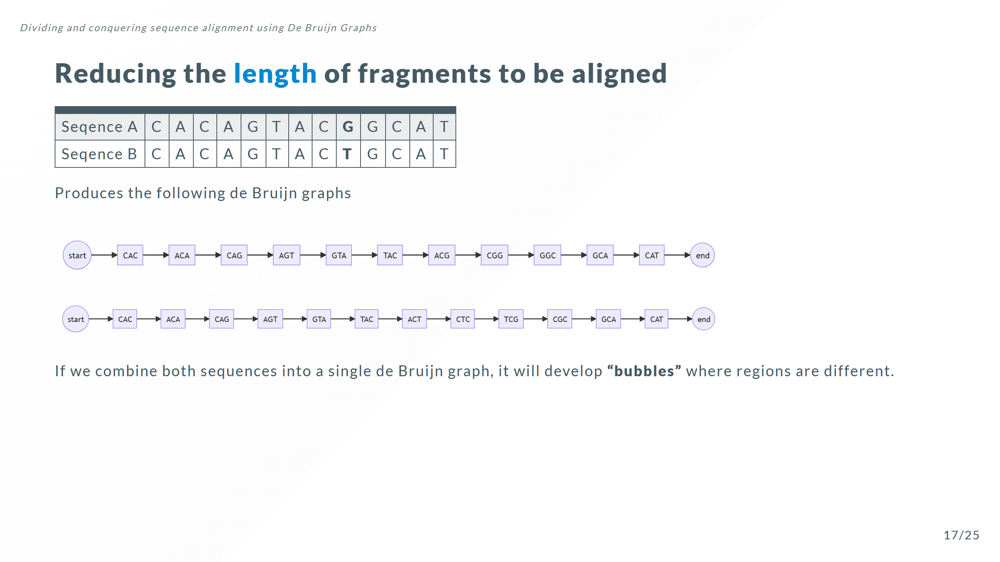 Dividing and conquering sequence alignment using De Bruijn Graphs
Reducing the length of fragments to be aligned
Seqence A C A C A G T A C G G C A T
Seqence B C A C A G T A C T G C A T
Produces the following de Bruijn graphs
start CAC ACA CAG AGT GTA TAC ACG CGG GGC GCA CAT end
start CAC ACA CAG AGT GTA TAC ACT CTC TCG CGC GCA CAT end
If we combine both sequences into a single de Bruijn graph, it will develop “bubbles” where regions are different.
17/25